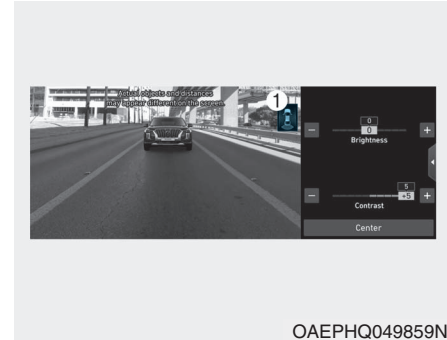 Actual objects and distances
may appear different on the screen.
1
0
− 0 +
Brightness
5
− +5 +
Contrast
Center
OAEPHQ049859N